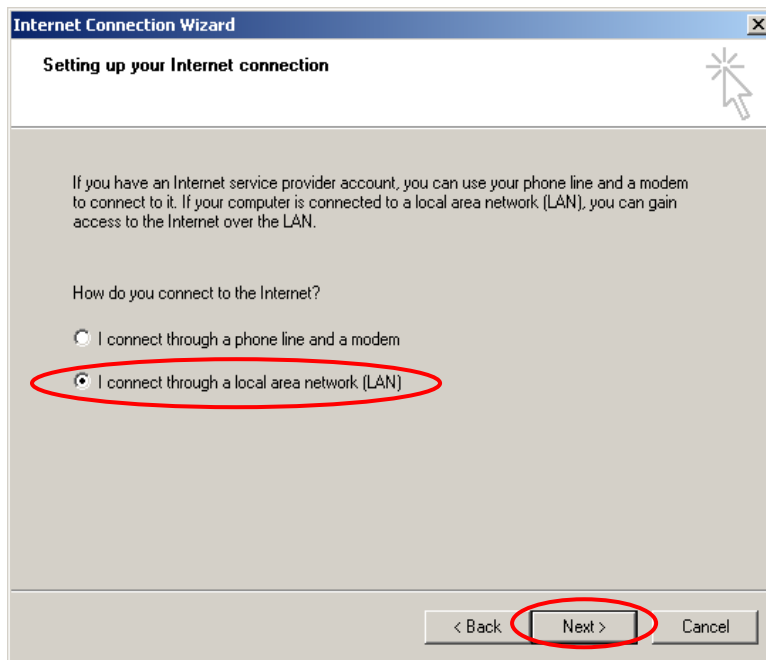 Internet Connection Wizard
Setting up your Internet connection
If you have an Internet service provider account, you can use your phone line and a modem
to connect to it. If your computer is connected to a local area network (LAN), you can gain
access to the Internet over the LAN.
How do you connect to the Internet?
I connect through a phone line and a modem
I connect through a local area network (LAN)
< Back Next > Cancel